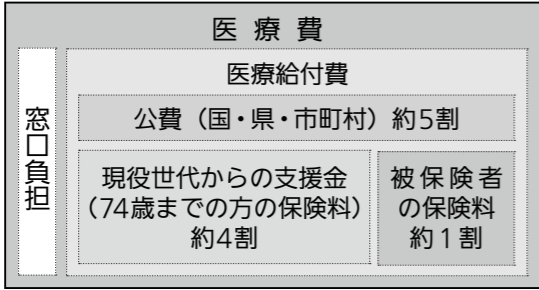 医療費
窓口負担
医療給付費
公費（国・県・市町村）約5割
現役世代からの支援金
（74歳までの方の保険料）
約4割
被保険者
の保険料
約1割